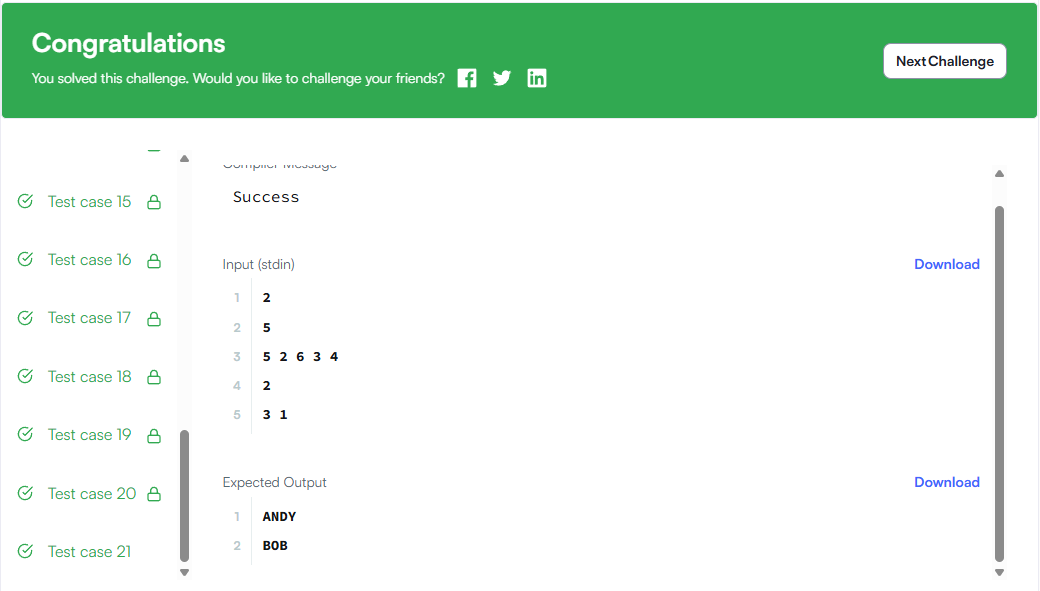 Congratulations
You solved this challenge. Would you like to challenge your friends?
Next Challenge
Test case 15
Test case 16
Test case 17
Test case 18
Test case 19
Test case 20
Test case 21
Compiler Message
Success
Input (stdin)
Download
1 2
2 5
3 5 2 6 3 4
4 2
5 3 1
Expected Output
Download
1 ANDY
2 BOB